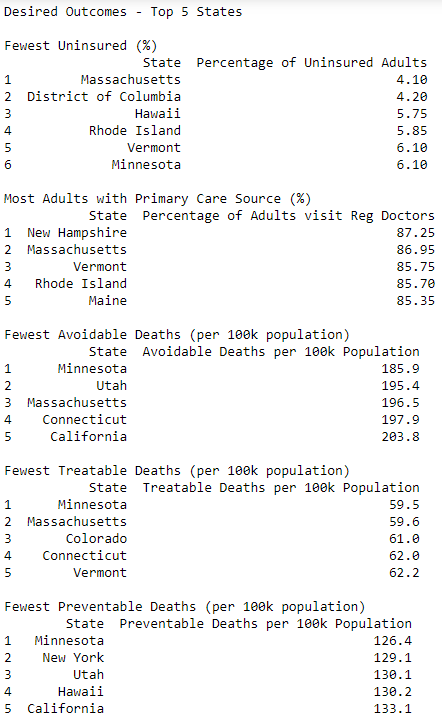 Desired Outcomes - Top 5 States
Fewest Uninsured (%)
State Percentage of Uninsured Adults
1 Massachusetts 4.10
2 District of Columbia 4.20
3 Hawaii 5.75
4 Rhode Island 5.85
5 Vermont 6.10
6 Minnesota 6.10
Most Adults with Primary Care Source (%)
State Percentage of Adults visit Reg Doctors
1 New Hampshire 87.25
2 Massachusetts 86.95
3 Vermont 85.75
4 Rhode Island 85.70
5 Maine 85.35
Fewest Avoidable Deaths (per 100k population)
State Avoidable Deaths per 100k Population
1 Minnesota 185.9
2 Utah 195.4
3 Massachusetts 196.5
4 Connecticut 197.9
5 California 203.8
Fewest Treatable Deaths (per 100k population)
State Treatable Deaths per 100k Population
1 Minnesota 59.5
2 Massachusetts 59.6
3 Colorado 61.0
4 Connecticut 62.0
5 Vermont 62.2
Fewest Preventable Deaths (per 100k population)
State Preventable Deaths per 100k Population
1 Minnesota 126.4
2 New York 129.1
3 Utah 130.1
4 Hawaii 130.2
5 California 133.1